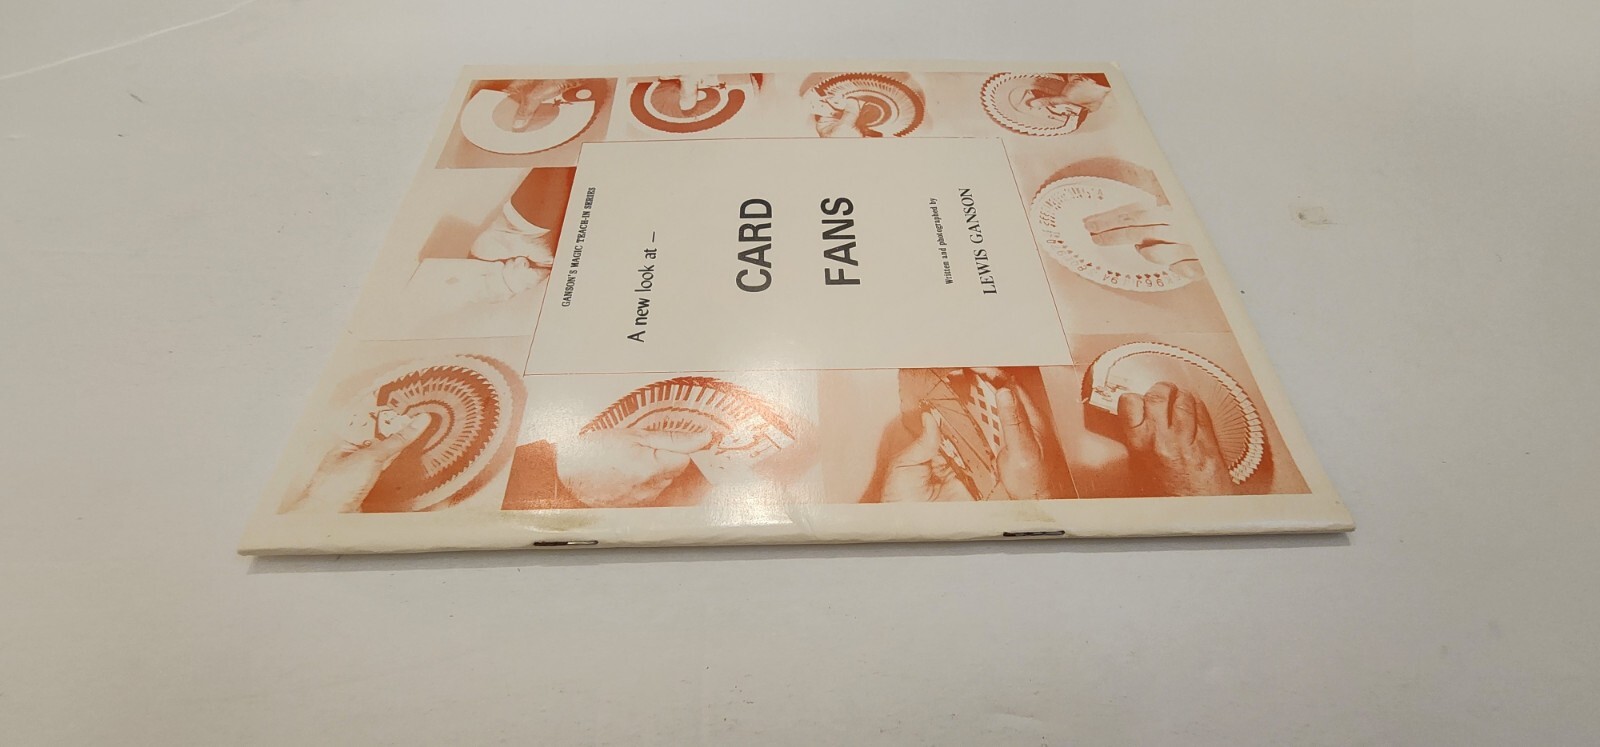 GANSON'S MAGIC TEACH-IN SERIES
A new look at —
CARD
FANS
Written and photographed by
LEWIS GANSON